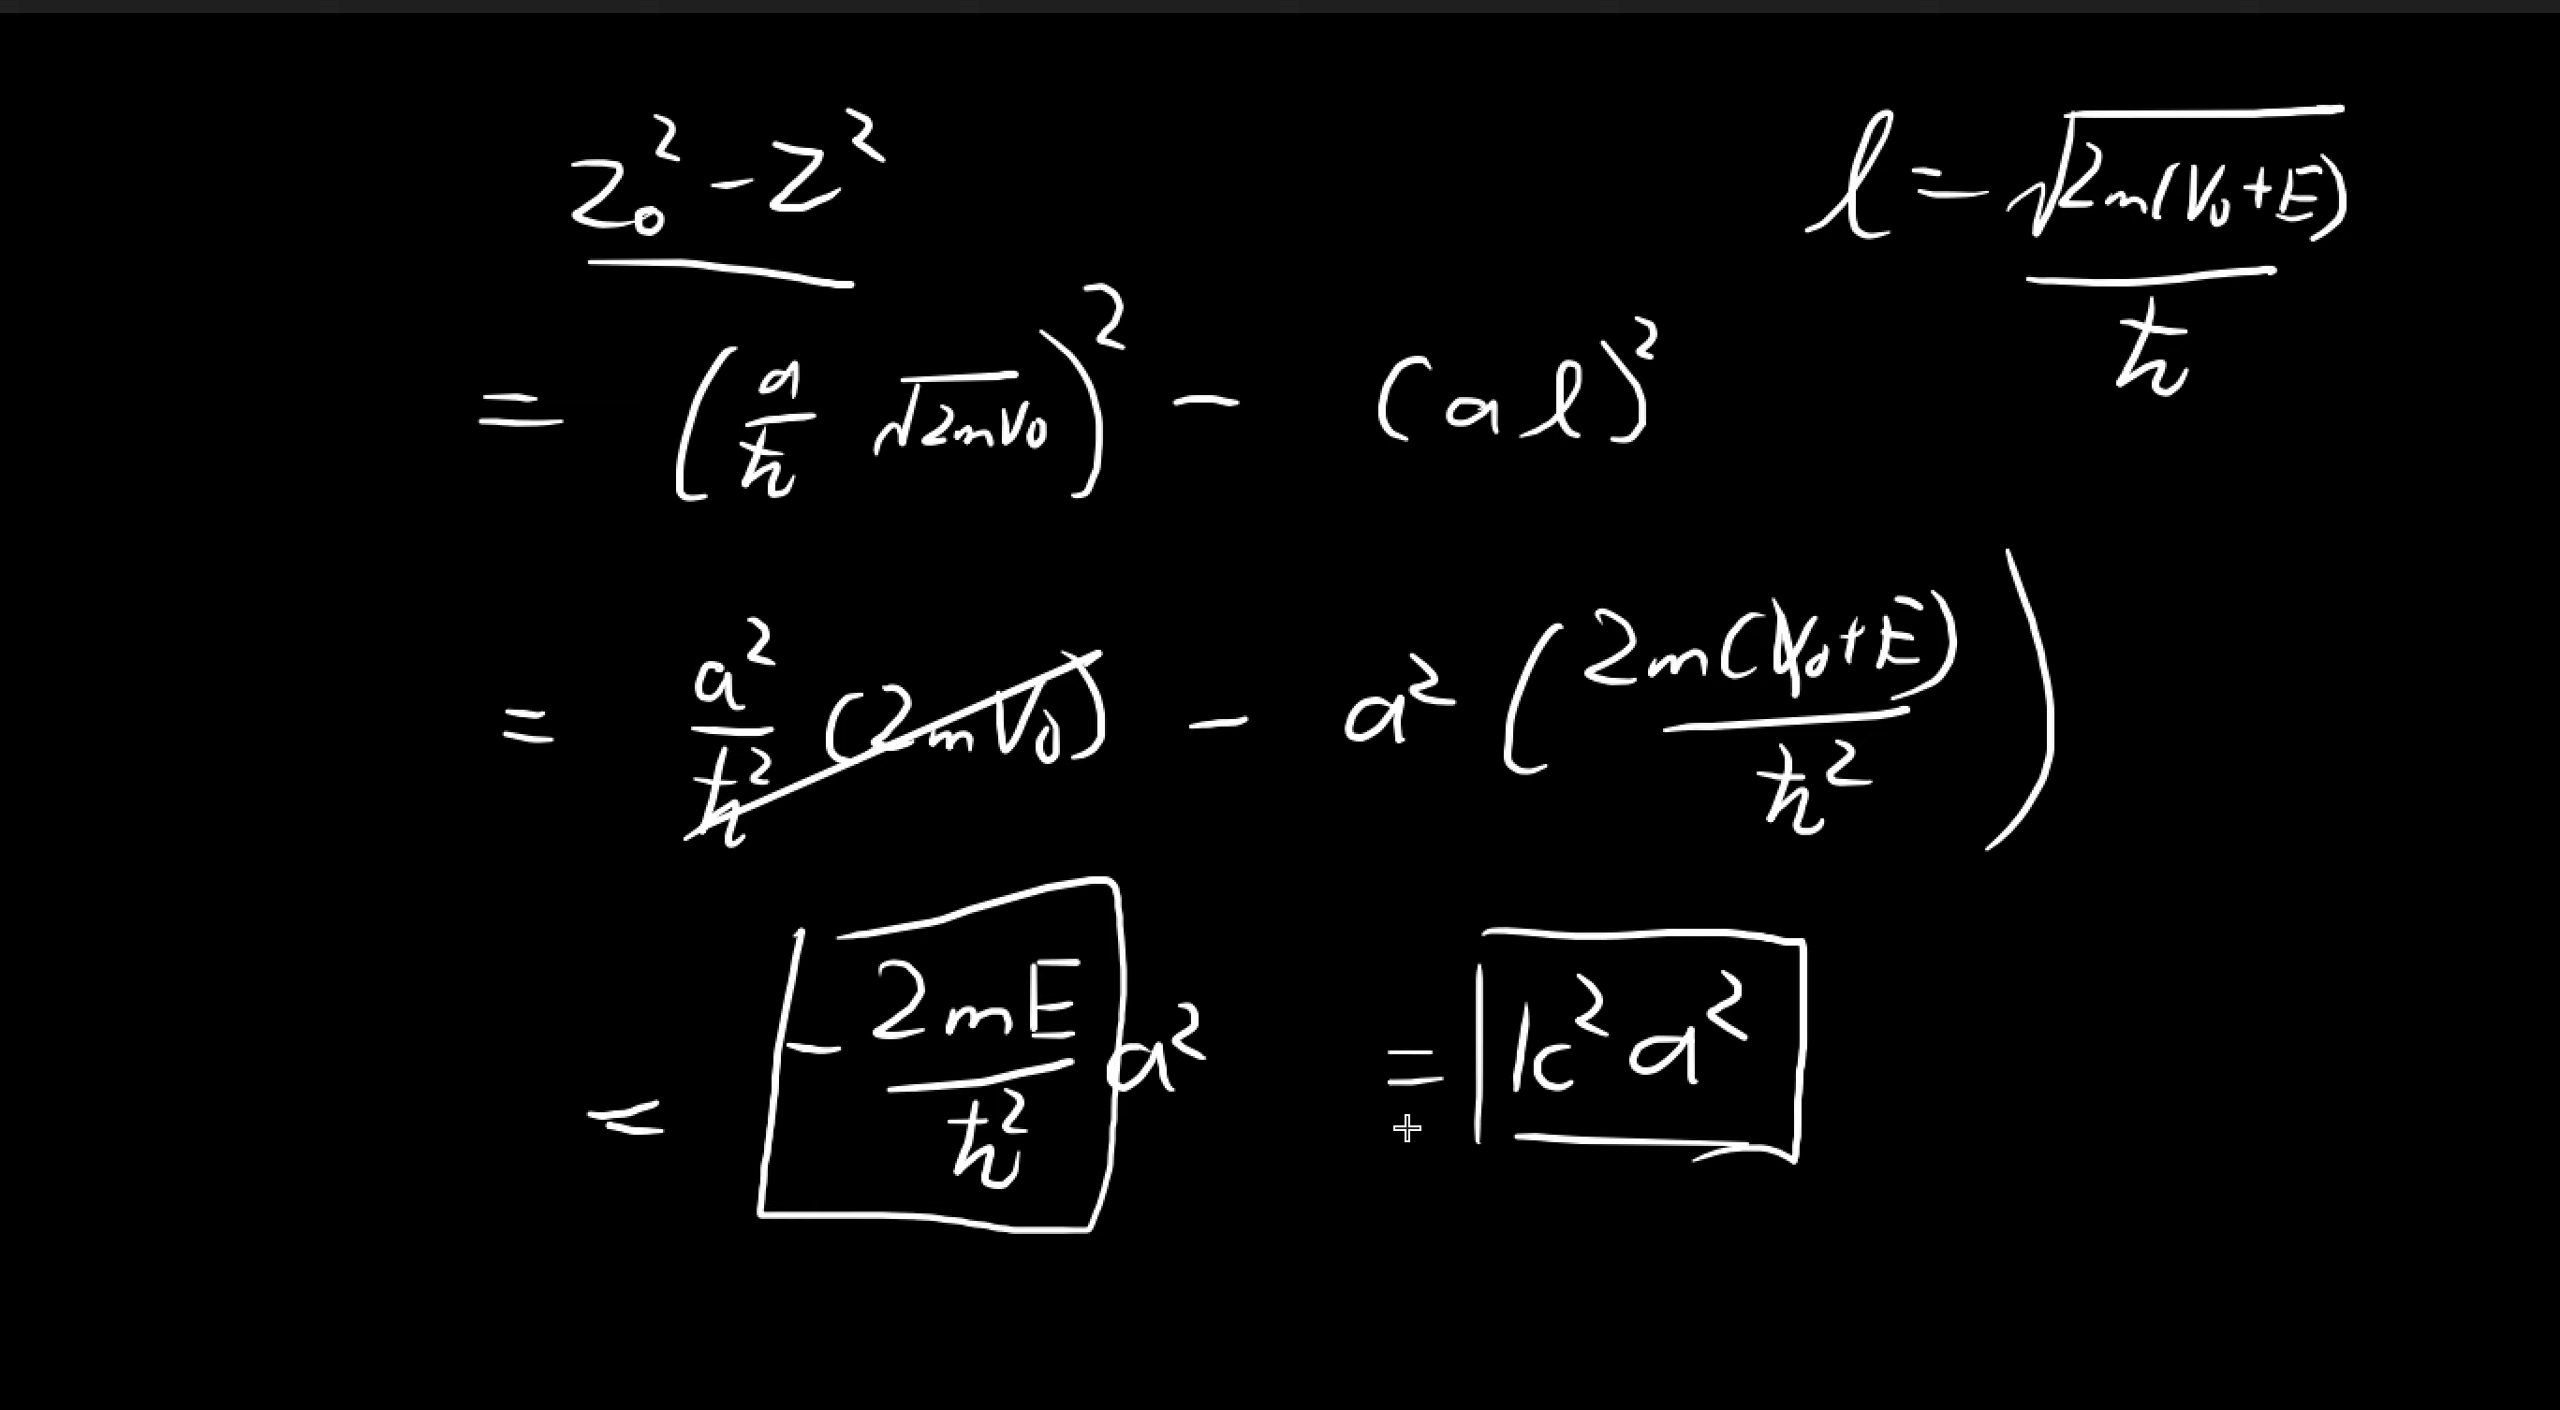 z₀² - z²
l = √(2m(V₀+E)) / ħ
= (a/ħ √(2mV₀))² - (al)²
= a²/ħ² (2mV₀) - a² (2m(V₀+E) / ħ²)
= - 2mE/ħ² a² = k²a²